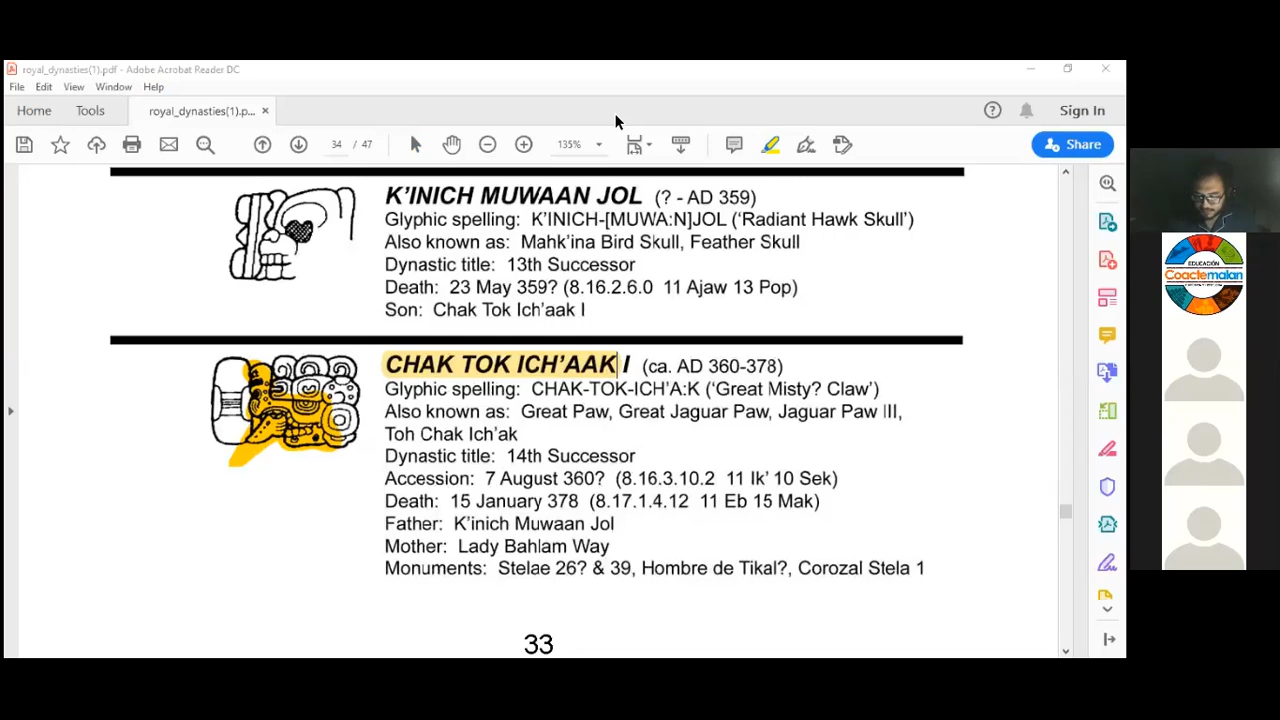 royal_dynasties(1).pdf - Adobe Acrobat Reader DC
File Edit View Window Help
Home Tools royal_dynasties(1).p... Sign In
34 / 47 135% Share
K'INICH MUWAAN JOL (? - AD 359)
Glyphic spelling: K'INICH-[MUWA:N]JOL ('Radiant Hawk Skull')
Also known as: Mahk'ina Bird Skull, Feather Skull
Dynastic title: 13th Successor
Death: 23 May 359? (8.16.2.6.0 11 Ajaw 13 Pop)
Son: Chak Tok Ich'aak I
CHAK TOK ICH'AAK I (ca. AD 360-378)
Glyphic spelling: CHAK-TOK-ICH'A:K ('Great Misty? Claw')
Also known as: Great Paw, Great Jaguar Paw, Jaguar Paw III,
Toh Chak Ich'ak
Dynastic title: 14th Successor
Accession: 7 August 360? (8.16.3.10.2 11 Ik' 10 Sek)
Death: 15 January 378 (8.17.1.4.12 11 Eb 15 Mak)
Father: K'inich Muwaan Jol
Mother: Lady Bahlam Way
Monuments: Stelae 26? & 39, Hombre de Tikal?, Corozal Stela 1
33
EDUCACIÓN
Coactemalan